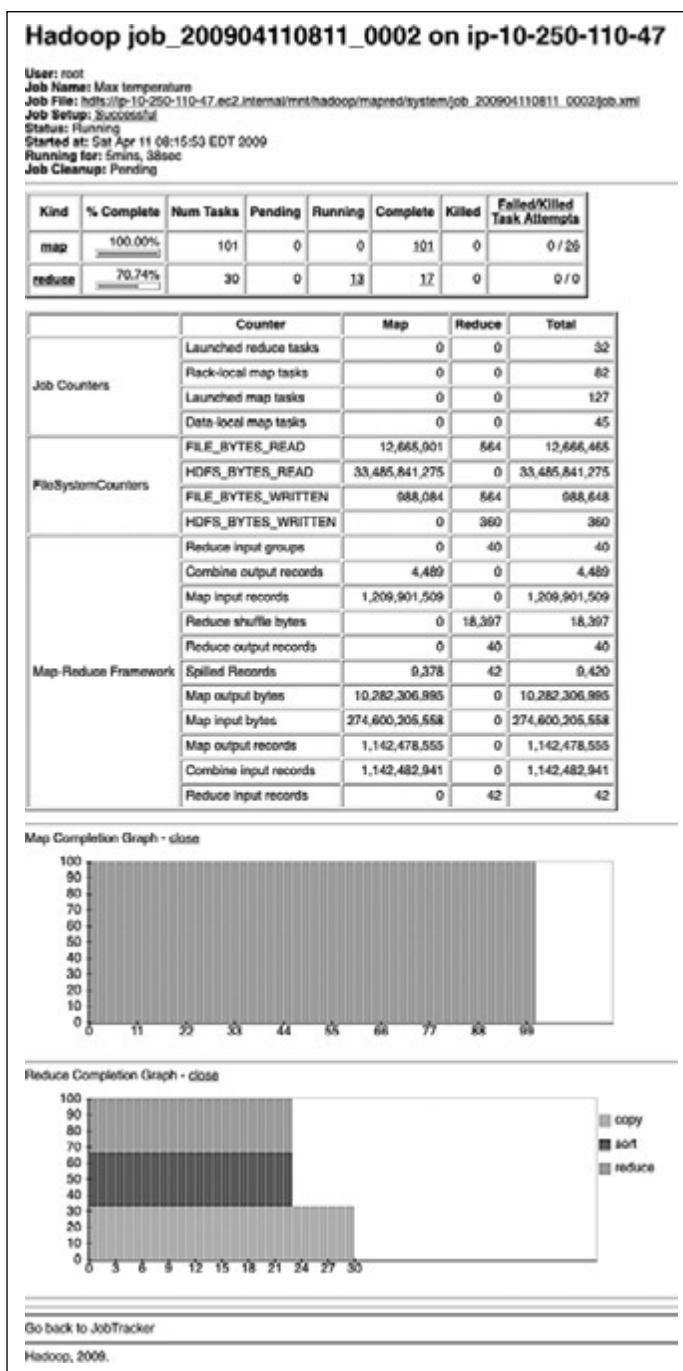 Hadoop job_200904110811_0002 on ip-10-250-110-47
User: root
Job Name: Max temperature
Job File: hdfs://ip-10-250-110-47.ec2.internal/mnt/hadoop/mapred/system/job_200904110811_0002/job.xml
Job Setup: Successful
Status: Running
Started at: Sat Apr 11 08:15:53 EDT 2009
Running for: 5mins, 38sec
Job Cleanup: Pending
Kind % Complete Num Tasks Pending Running Complete Killed Failed/Killed Task Attempts
map 100.00% 101 0 0 101 0 0 / 26
reduce 70.74% 30 0 13 17 0 0 / 0
Counter Map Reduce Total
Job Counters
Launched reduce tasks 0 0 32
Rack-local map tasks 0 0 82
Launched map tasks 0 0 127
Data-local map tasks 0 0 45
FileSystemCounters
FILE_BYTES_READ 12,665,901 564 12,666,465
HDFS_BYTES_READ 33,485,841,275 0 33,485,841,275
FILE_BYTES_WRITTEN 988,084 564 988,648
HDFS_BYTES_WRITTEN 0 360 360
Map-Reduce Framework
Reduce input groups 0 40 40
Combine output records 4,489 0 4,489
Map input records 1,209,901,509 0 1,209,901,509
Reduce shuffle bytes 0 18,397 18,397
Reduce output records 0 40 40
Spilled Records 9,378 42 9,420
Map output bytes 10,282,306,995 0 10,282,306,995
Map input bytes 274,600,205,558 0 274,600,205,558
Map output records 1,142,478,555 0 1,142,478,555
Combine input records 1,142,482,941 0 1,142,482,941
Reduce input records 0 42 42
Map Completion Graph - close
100
90
80
70
60
50
40
30
20
10
0
0 11 22 33 44 55 66 77 88 99
Reduce Completion Graph - close
100
90
80
70
60
50
40
30
20
10
0
copy
sort
reduce
0 3 6 9 12 15 18 21 24 27 30
Go back to JobTracker
Hadoop, 2009.